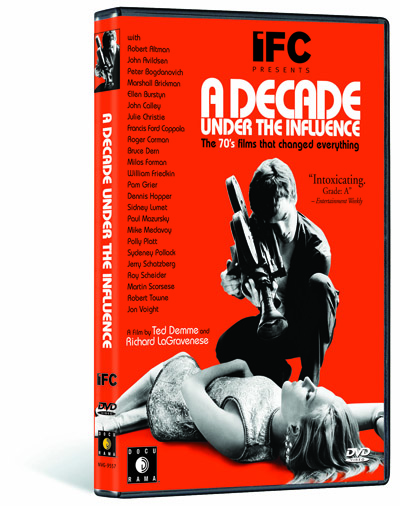 A DECADE UNDER THE INFLUENCE
iFC
DVD
DOCU
RAMA
with
Robert Altman
John Avildsen
Peter Bogdanovich
Marshall Brickman
Ellen Burstyn
John Calley
Julie Christie
Francis Ford Coppola
Roger Corman
Bruce Dern
Milos Forman
William Friedkin
Pam Grier
Dennis Hopper
Sidney Lumet
Paul Mazursky
Mike Medavoy
Polly Platt
Sydney Pollack
Jerry Schatzberg
Roy Scheider
Martin Scorsese
Robert Towne
Jon Voight
A Film by Ted Demme and
Richard LaGravenese
DOCU
RAMA
iFC
PRESENTS
A DECADE
UNDER THE INFLUENCE
The 70's films that changed everything
"Intoxicating.
Grade: A"
– Entertainment Weekly
DVD
VIDEO